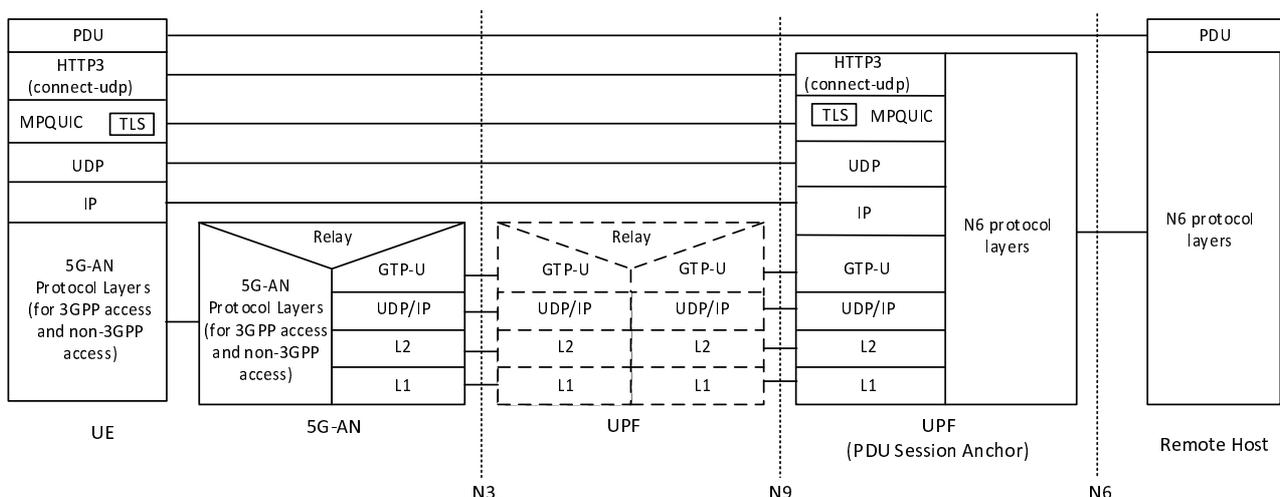 PDU
HTTP3
(connect-udp)
MPQUIC TLS
UDP
IP
5G-AN
Protocol Layers
(for 3GPP access
and non-3GPP
access)
UE
Relay
5G-AN
Protocol Layers
(for 3GPP access
and non-3GPP
access)
GTP-U
UDP/IP
L2
L1
5G-AN
N3
Relay
GTP-U GTP-U
UDP/IP UDP/IP
L2 L2
L1 L1
UPF
N9
HTTP3
(connect-udp)
TLS MPQUIC
UDP
IP
GTP-U
UDP/IP
L2
L1
N6 protocol
layers
UPF
(PDU Session Anchor)
N6
PDU
N6 protocol
layers
Remote Host